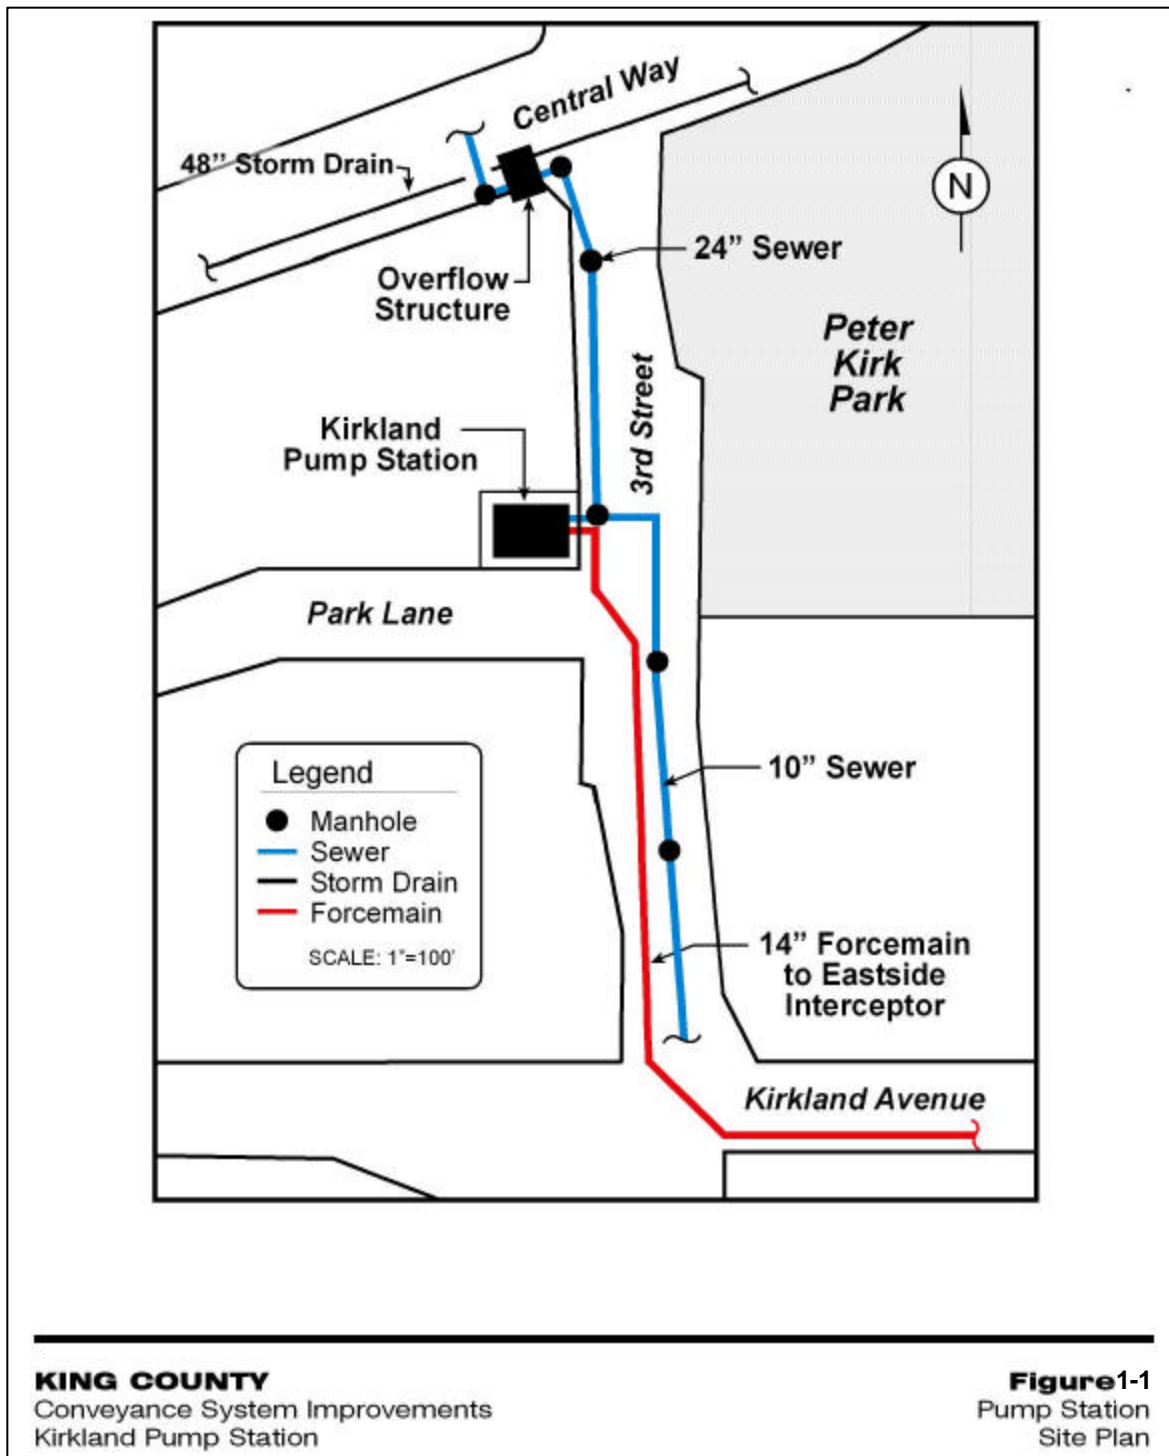 Central Way
48” Storm Drain
N
24” Sewer
Overflow
Structure
Peter
Kirk
Park
3rd Street
Kirkland
Pump Station
Park Lane
10” Sewer
Legend
Manhole
Sewer
Storm Drain
Forcemain
SCALE: 1"=100'
14” Forcemain
to Eastside
Interceptor
Kirkland Avenue
KING COUNTY
Conveyance System Improvements
Kirkland Pump Station
Figure1-1
Pump Station
Site Plan